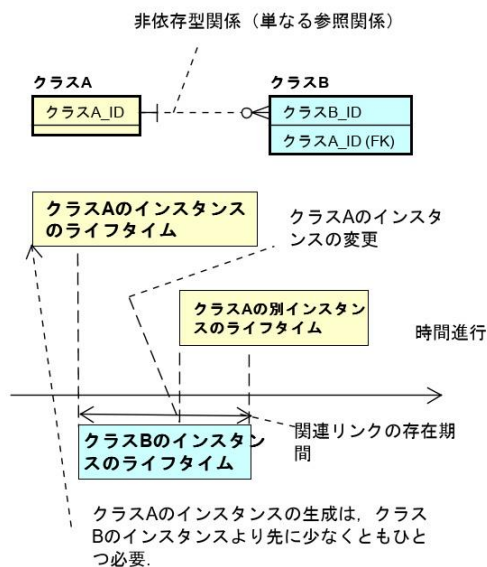 非依存型関係（単なる参照関係）
クラスA
クラスB
クラスA_ID
クラスB_ID
クラスA_ID (FK)
クラスAのインスタンス
のライフタイム
クラスAのインスタ
ンスの変更
クラスAの別インスタン
スのライフタイム
時間進行
クラスBのインスタン
スのライフタイム
関連リンクの存在期
間
クラスAのインスタンスの生成は，クラス
Bのインスタンスより先に少なくともひと
つ必要．